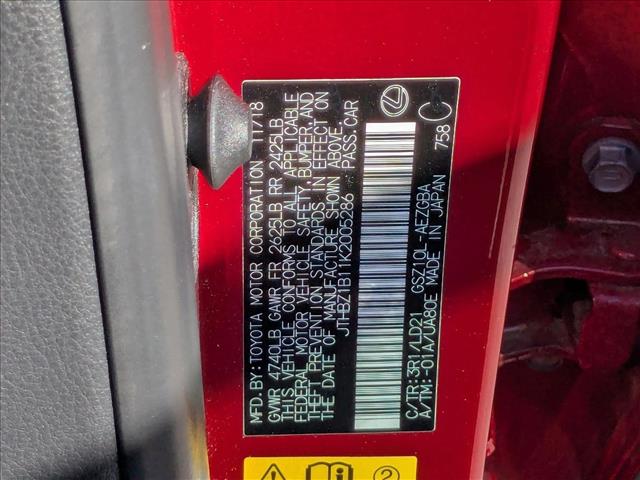 MFD.BY:TOYOTA MOTOR CORPORATION 11/18
GVWR 4740LB GAWR FR 2625LB RR 2425LB
THIS VEHICLE CONFORMS TO ALL APPLICABLE
FEDERAL MOTOR VEHICLE SAFETY,BUMPER,AND
THEFT PREVENTION STANDARDS IN EFFECT ON
THE DATE OF MANUFACTURE SHOWN ABOVE.
JTHBZ1B11K2005286 PASS.CAR
C/TR:3R1/LD21 GSZ10L-AEZGBA
A/TM:-01A/UA80E MADE IN JAPAN 758 C
2